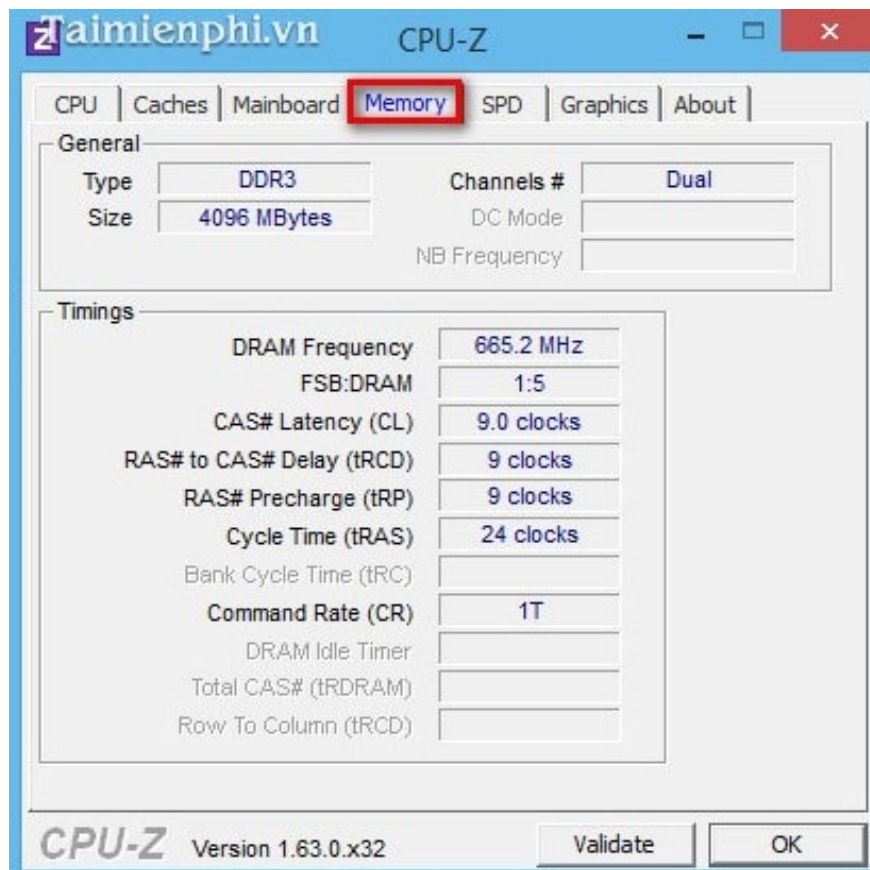 Taimienphi.vn CPU-Z
CPU Caches Mainboard Memory SPD Graphics About
General
Type DDR3 Channels # Dual
Size 4096 MBytes DC Mode
NB Frequency
Timings
DRAM Frequency 665.2 MHz
FSB:DRAM 1:5
CAS# Latency (CL) 9.0 clocks
RAS# to CAS# Delay (tRCD) 9 clocks
RAS# Precharge (tRP) 9 clocks
Cycle Time (tRAS) 24 clocks
Bank Cycle Time (tRC)
Command Rate (CR) 1T
DRAM Idle Timer
Total CAS# (tRDRAM)
Row To Column (tRCD)
CPU-Z Version 1.63.0.x32 Validate OK